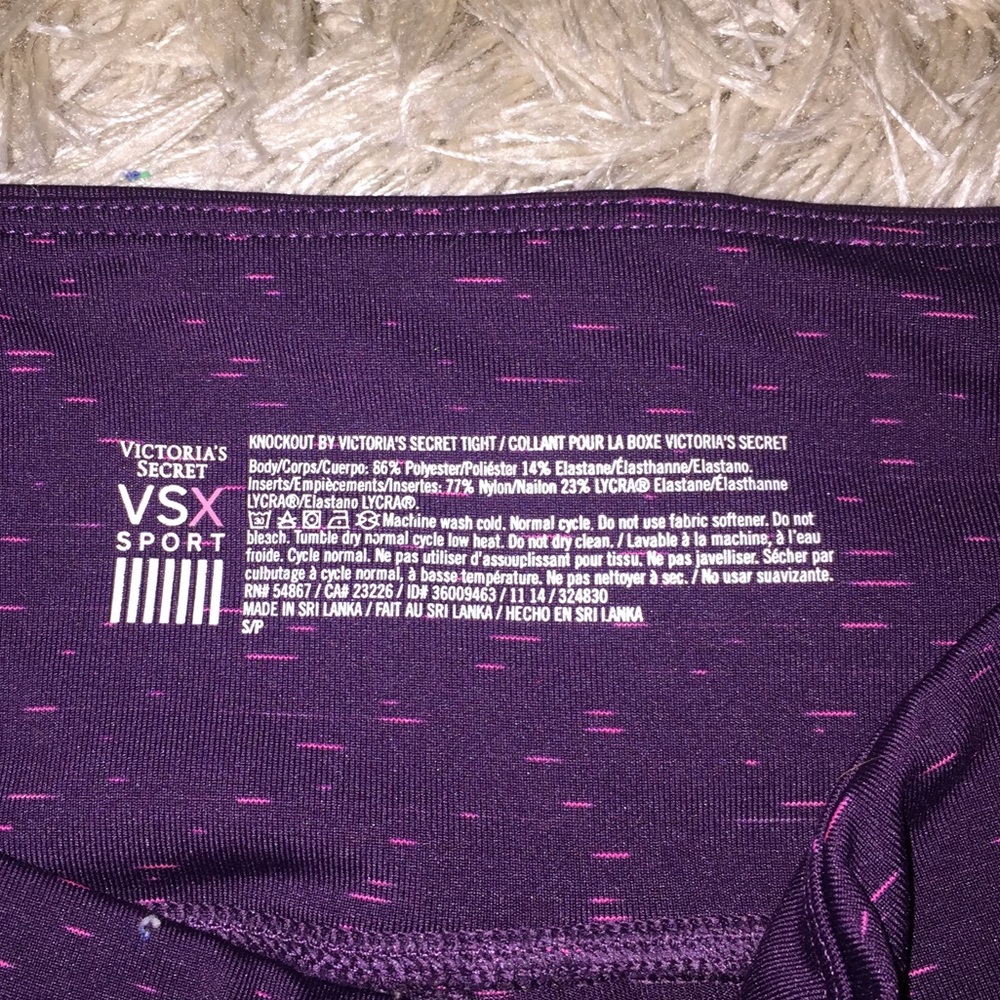 VICTORIA'S
SECRET
VSX
SPORT
KNOCKOUT BY VICTORIA'S SECRET TIGHT / COLLANT POUR LA BOXE VICTORIA'S SECRET
Body/Corps/Cuerpo: 86% Polyester/Poliéster 14% Elastane/Élasthanne/Elastano.
Inserts/Empiècements/Insertes: 77% Nylon/Nailon 23% LYCRA® Elastane/Élasthanne
LYCRA®/Elastano LYCRA®.
Machine wash cold. Normal cycle. Do not use fabric softener. Do not
bleach. Tumble dry normal cycle low heat. Do not dry clean. / Lavable à la machine, à l'eau
froide. Cycle normal. Ne pas utiliser d'assouplissant pour tissu. Ne pas javelliser. Sécher par
culbutage à cycle normal, à basse température. Ne pas nettoyer à sec. / No usar suavizante.
RN# 54867 / CA# 23226 / ID# 36009463 / 11 14 / 324830
MADE IN SRI LANKA / FAIT AU SRI LANKA / HECHO EN SRI LANKA
S/P